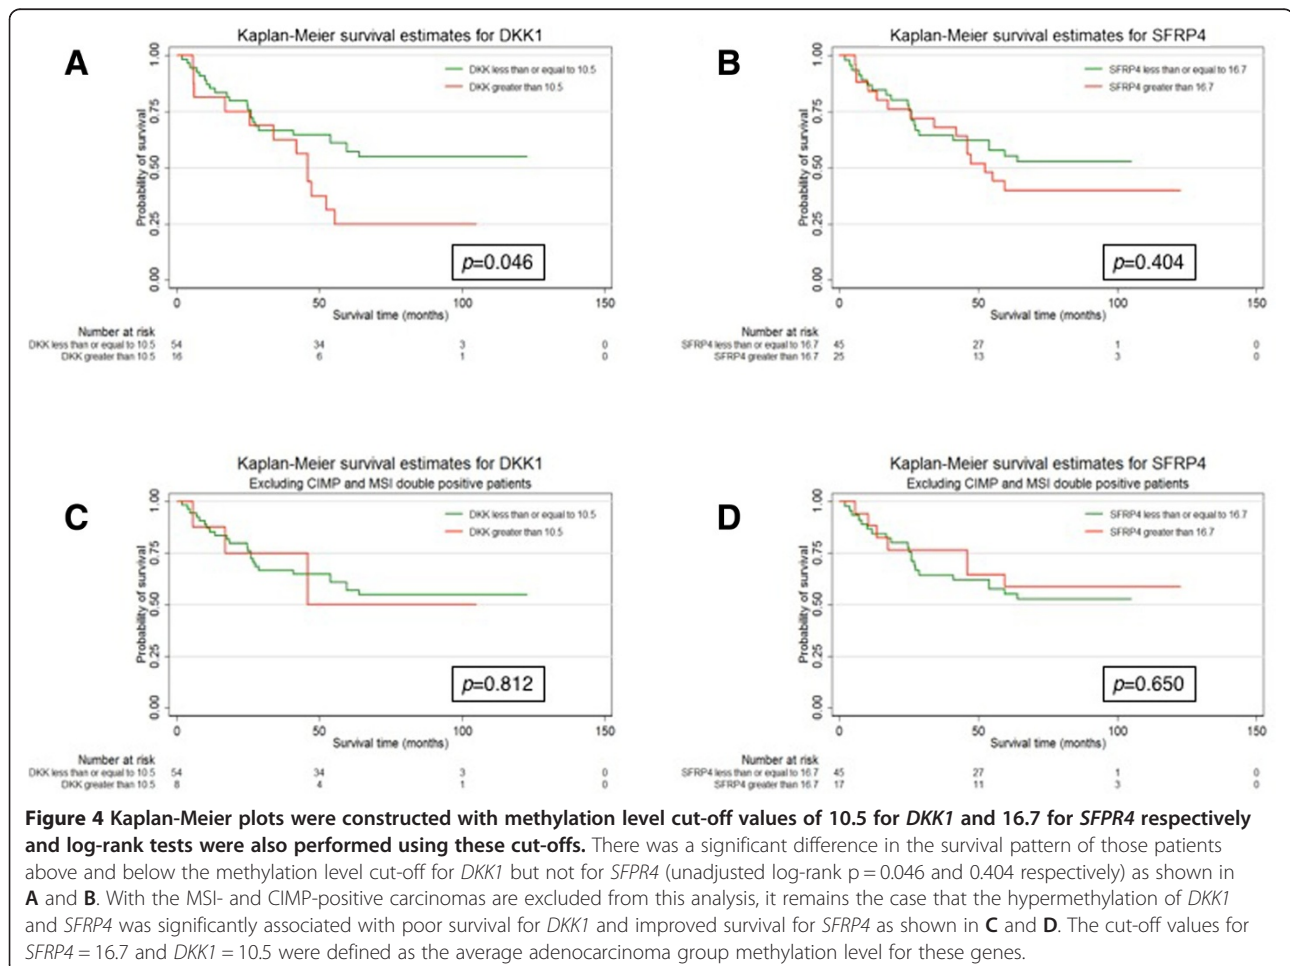 A
Kaplan-Meier survival estimates for DKK1
DKK less than or equal to 10.5
DKK greater than 10.5
Probability of survival
1.00
0.75
0.50
0.25
0.00
p=0.046
0 50 100 150
Survival time (months)
Number at risk
DKK less than or equal to 10.5 54 34 3 0
DKK greater than 10.5 16 6 1 0
B
Kaplan-Meier survival estimates for SFRP4
SFRP4 less than or equal to 16.7
SFRP4 greater than 16.7
Probability of survival
1.00
0.75
0.50
0.25
0.00
p=0.404
0 50 100 150
Survival time (months)
Number at risk
SFRP4 less than or equal to 16.7 45 27 1 0
SFRP4 greater than 16.7 25 13 3 0
C
Kaplan-Meier survival estimates for DKK1
Excluding CIMP and MSI double positive patients
DKK less than or equal to 10.5
DKK greater than 10.5
Probability of survival
1.00
0.75
0.50
0.25
0.00
p=0.812
0 50 100 150
Survival time (months)
Number at risk
DKK less than or equal to 10.5 54 34 3 0
DKK greater than 10.5 8 4 1 0
D
Kaplan-Meier survival estimates for SFRP4
Excluding CIMP and MSI double positive patients
SFRP4 less than or equal to 16.7
SFRP4 greater than 16.7
Probability of survival
1.00
0.75
0.50
0.25
0.00
p=0.650
0 50 100 150
Survival time (months)
Number at risk
SFRP4 less than or equal to 16.7 45 27 1 0
SFRP4 greater than 16.7 17 11 3 0
Figure 4 Kaplan-Meier plots were constructed with methylation level cut-off values of 10.5 for DKK1 and 16.7 for SFPR4 respectively
and log-rank tests were also performed using these cut-offs. There was a significant difference in the survival pattern of those patients
above and below the methylation level cut-off for DKK1 but not for SFPR4 (unadjusted log-rank p = 0.046 and 0.404 respectively) as shown in
A and B. With the MSI- and CIMP-positive carcinomas are excluded from this analysis, it remains the case that the hypermethylation of DKK1
and SFRP4 was significantly associated with poor survival for DKK1 and improved survival for SFRP4 as shown in C and D. The cut-off values for
SFRP4 = 16.7 and DKK1 = 10.5 were defined as the average adenocarcinoma group methylation level for these genes.